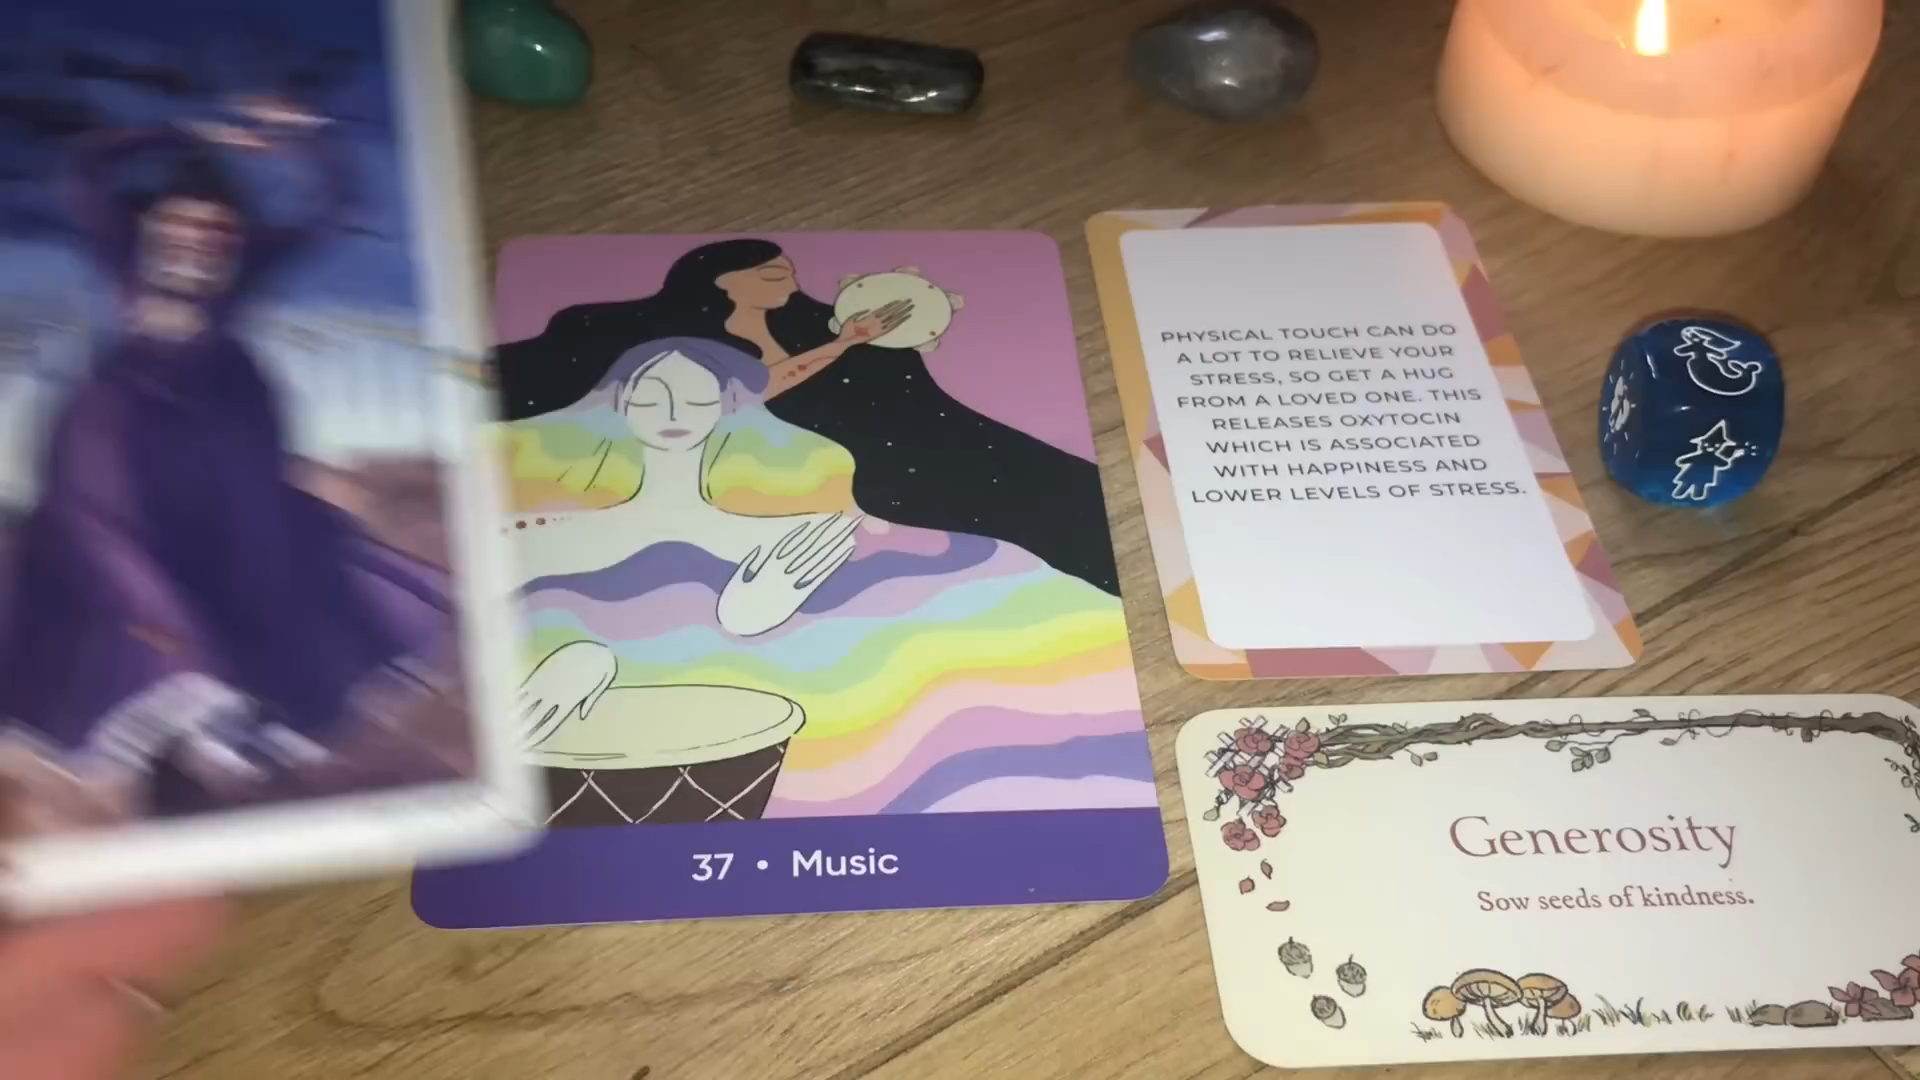 37 • Music
PHYSICAL TOUCH CAN DO
A LOT TO RELIEVE YOUR
STRESS, SO GET A HUG
FROM A LOVED ONE. THIS
RELEASES OXYTOCIN
WHICH IS ASSOCIATED
WITH HAPPINESS AND
LOWER LEVELS OF STRESS.
Generosity
Sow seeds of kindness.